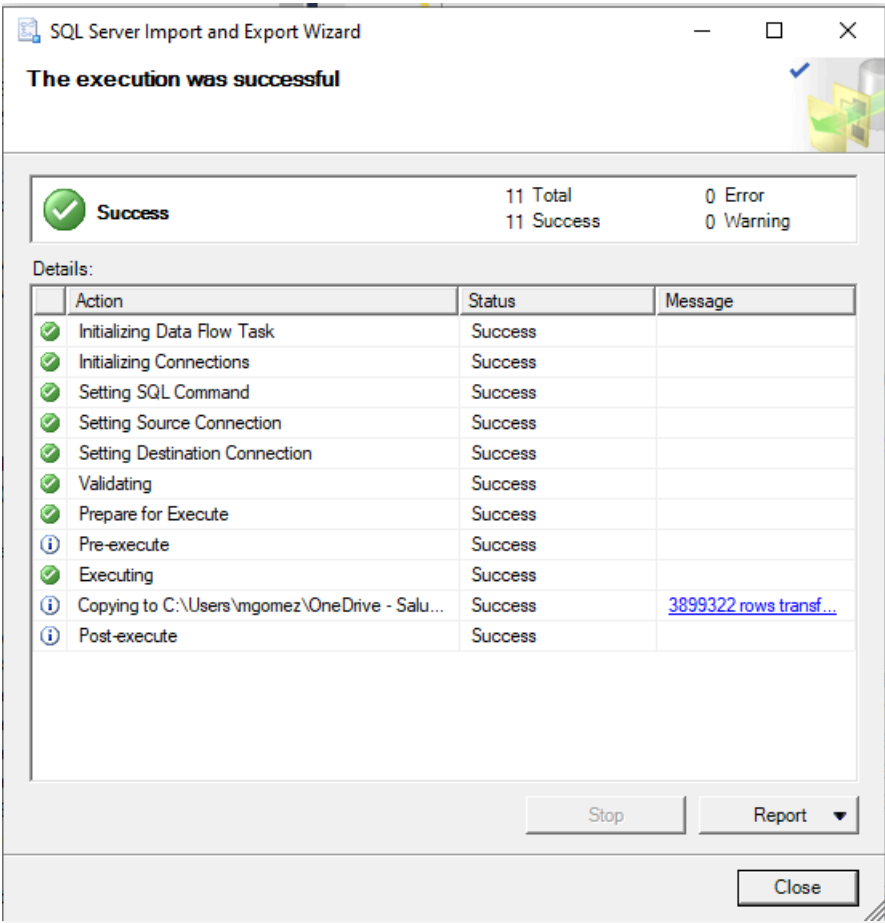 SQL Server Import and Export Wizard
The execution was successful
Success
11 Total
0 Error
11 Success
0 Warning
Details:
Action Status Message
Initializing Data Flow Task Success
Initializing Connections Success
Setting SQL Command Success
Setting Source Connection Success
Setting Destination Connection Success
Validating Success
Prepare for Execute Success
Pre-execute Success
Executing Success
Copying to C:\Users\mgomez\OneDrive - Salu... Success 3899322 rows transf...
Post-execute Success
Stop Report
Close